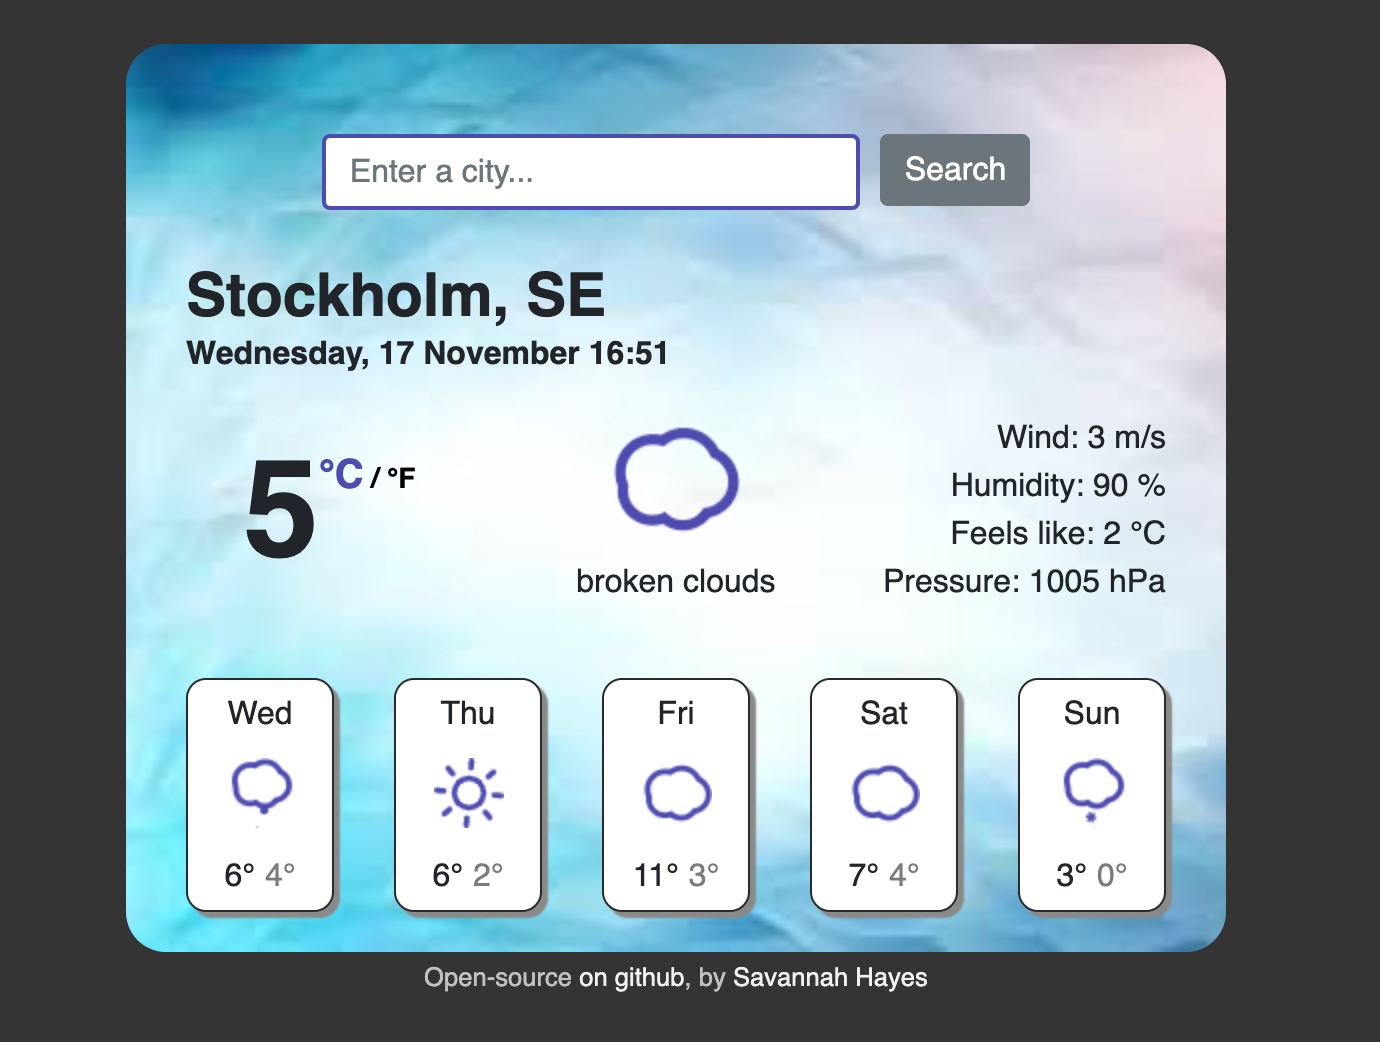 Enter a city...
Search
Stockholm, SE
Wednesday, 17 November 16:51
5 °C / °F
broken clouds
Wind: 3 m/s
Humidity: 90 %
Feels like: 2 °C
Pressure: 1005 hPa
Wed
6° 4°
Thu
6° 2°
Fri
11° 3°
Sat
7° 4°
Sun
3° 0°
Open-source on github, by Savannah Hayes